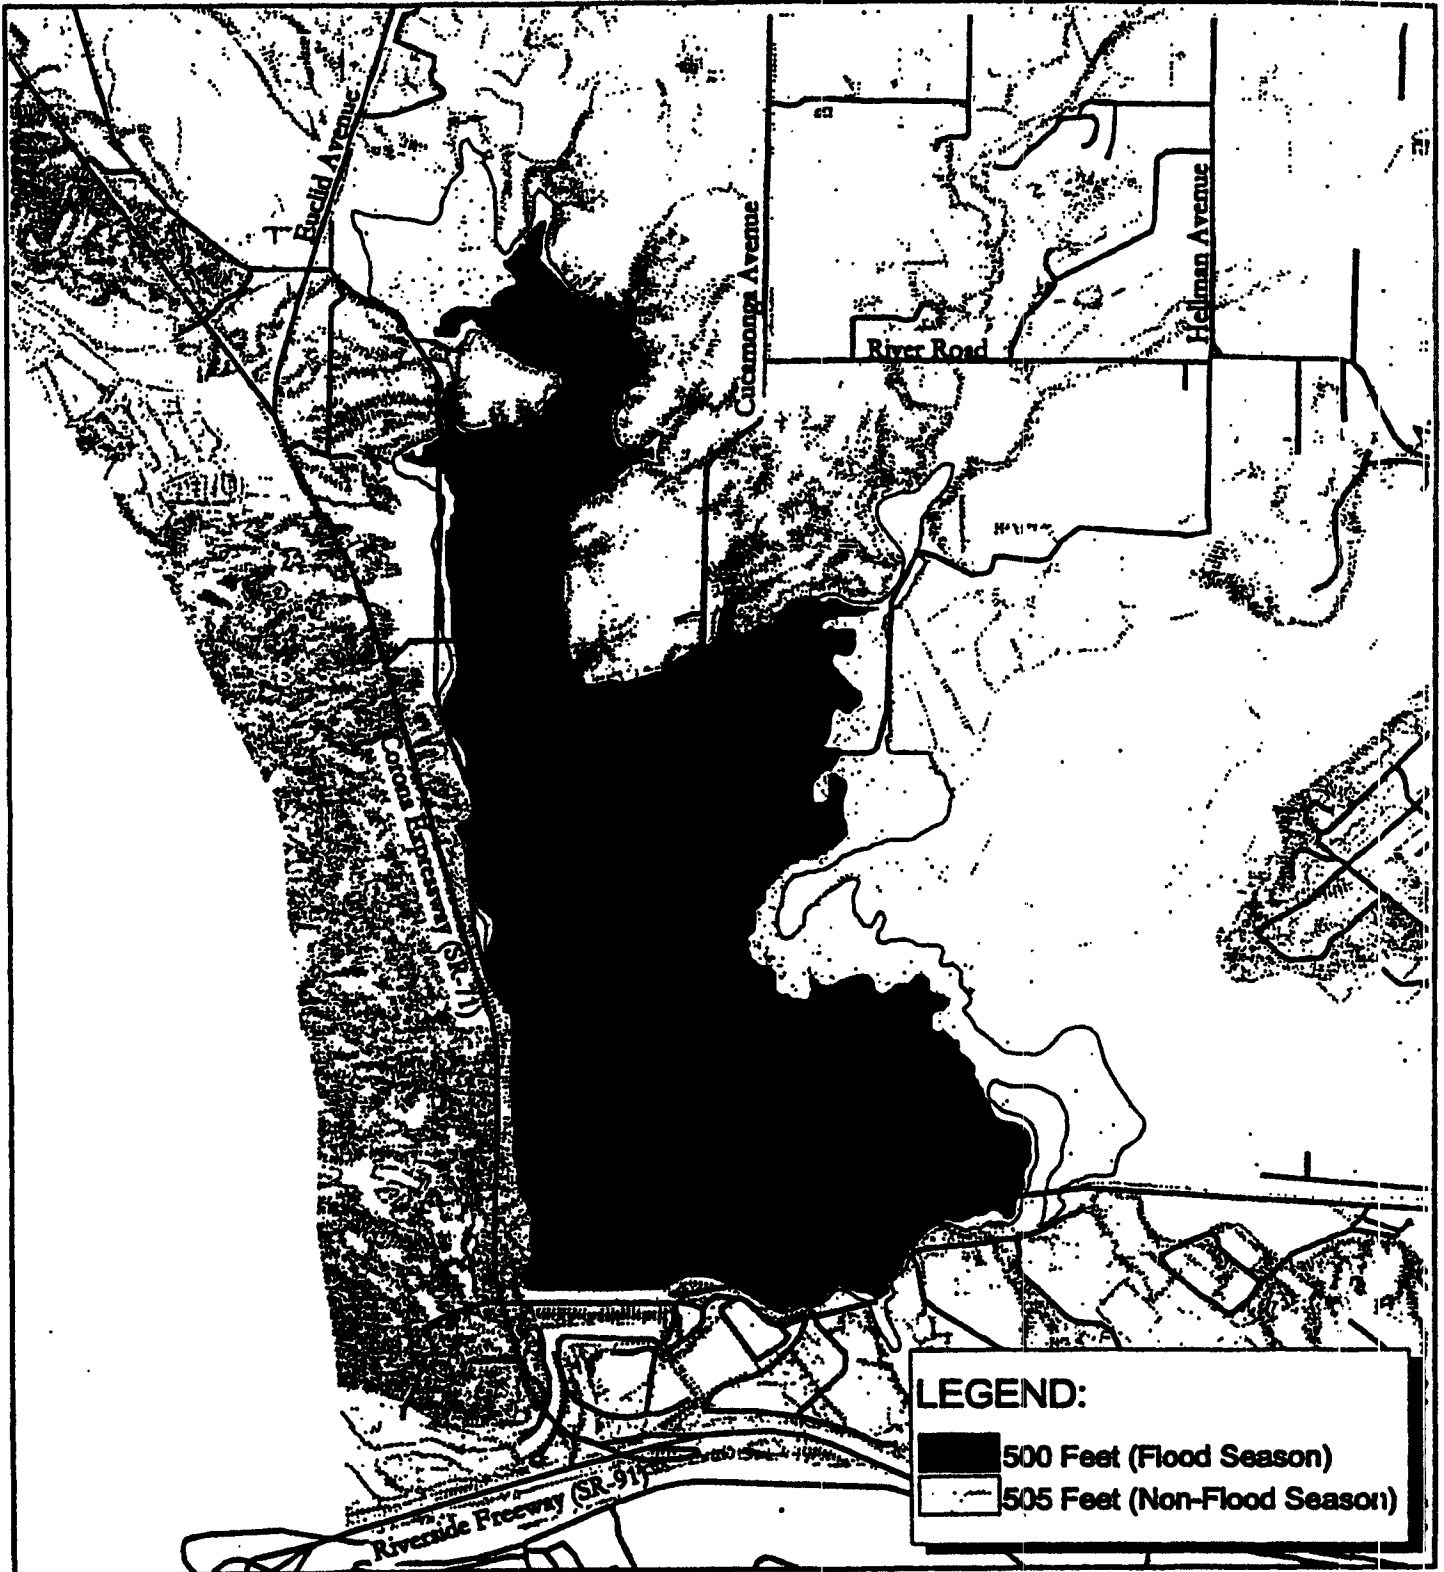 Euclid Avenue
Cucamonga Avenue
Hellman Avenue
River Road
Corona Expressway (SR-71)
LEGEND:
500 Feet (Flood Season)
505 Feet (Non-Flood Season)
Riverside Freeway (SR-91)